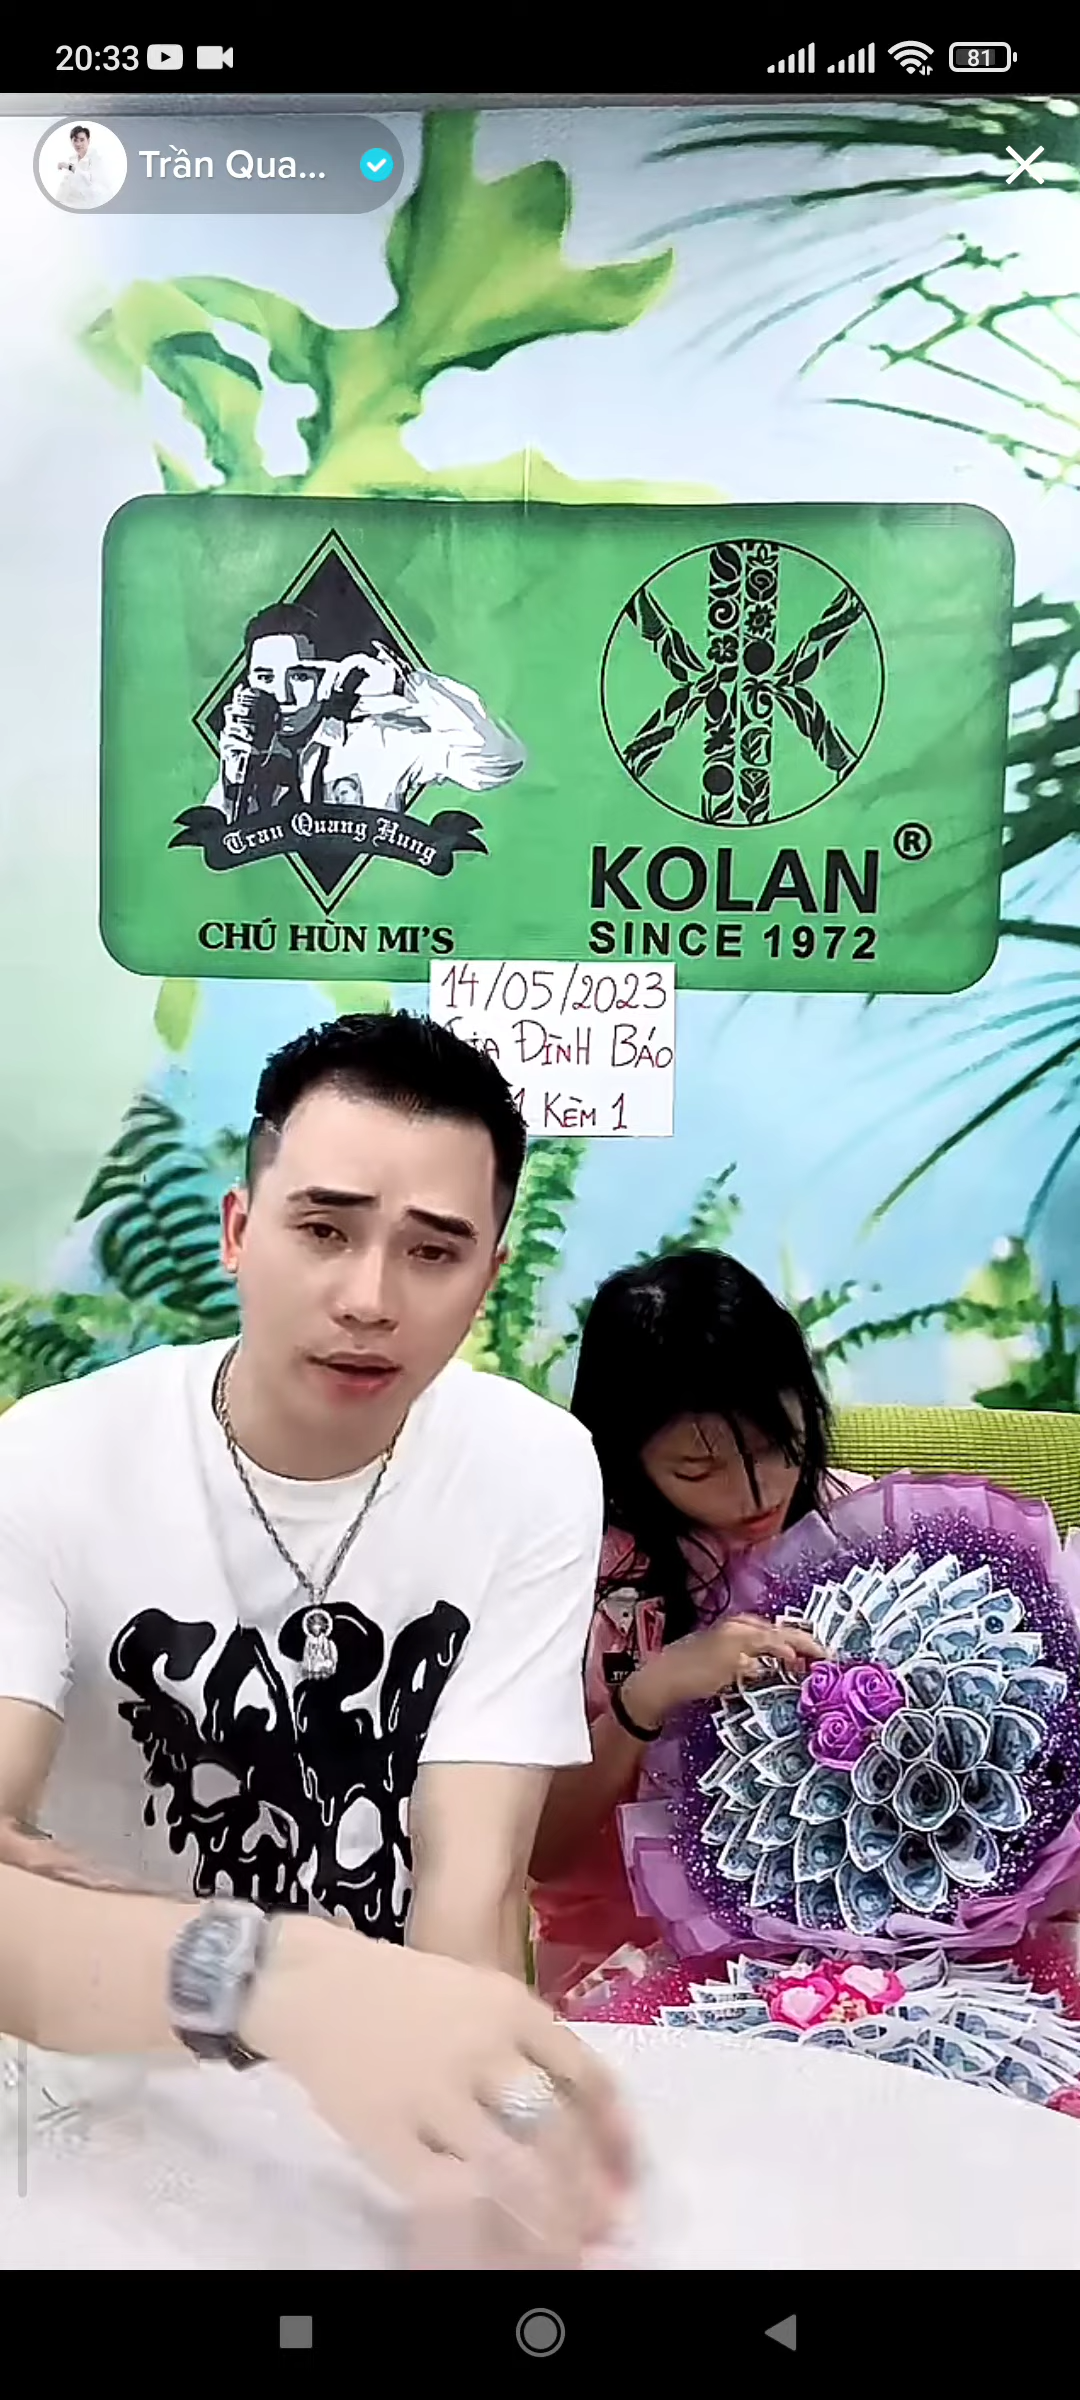 20:33
81
Trần Qua...
Tran Quang Hung
CHÚ HÙN MI'S
KOLAN®
SINCE 1972
14/05/2023
ĐÌNH BÁO
1 KÈM 1